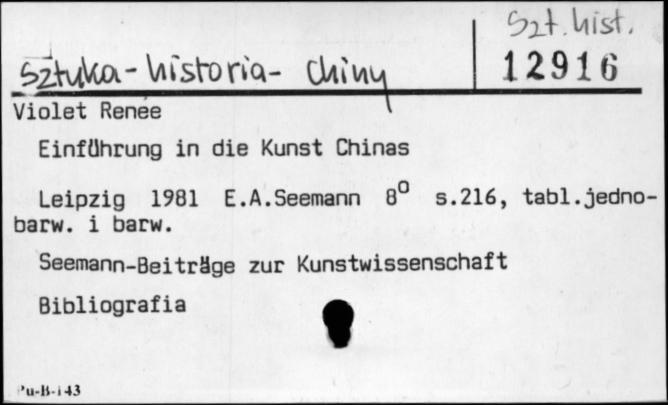 Szt. hist.
Sztuka-historia- Chiny
12916
Violet Renee
Einführung in die Kunst Chinas
Leipzig 1981 E.A.Seemann 8° s.216, tabl.jedno-
barw. i barw.
Seemann-Beiträge zur Kunstwissenschaft
Bibliografia
Pu-B-143